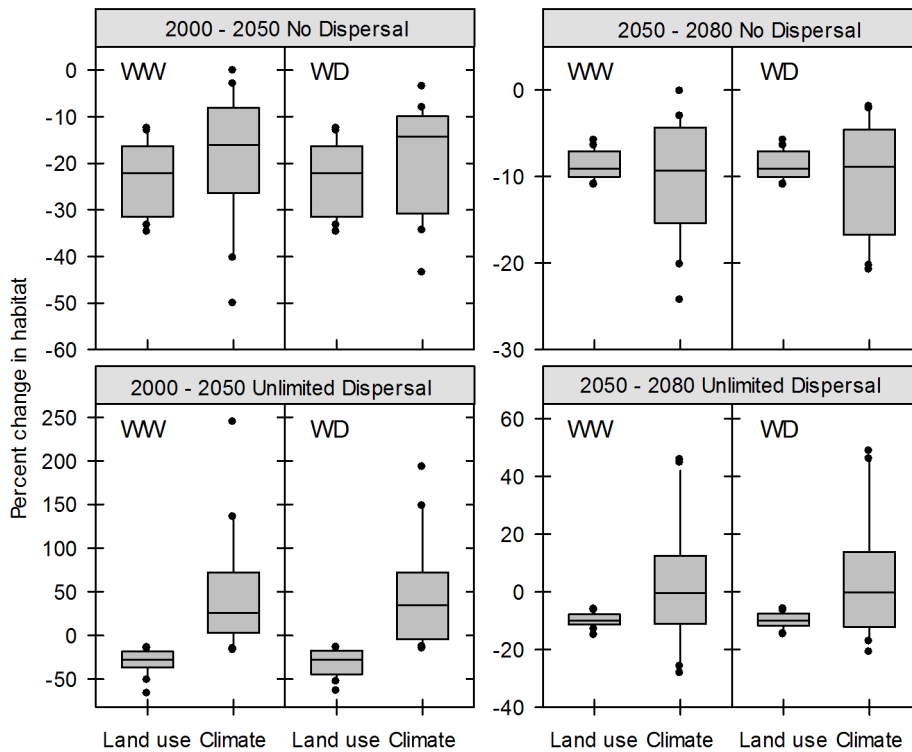 2000 - 2050 No Dispersal
2050 - 2080 No Dispersal
WW
WD
WW
WD
0
-10
-20
-30
-40
-50
-60
0
-10
-20
-30
Percent change in habitat
2000 - 2050 Unlimited Dispersal
2050 - 2080 Unlimited Dispersal
WW
WD
WW
WD
250
200
150
100
50
0
-50
60
40
20
0
-20
-40
Land use Climate Land use Climate Land use Climate Land use Climate